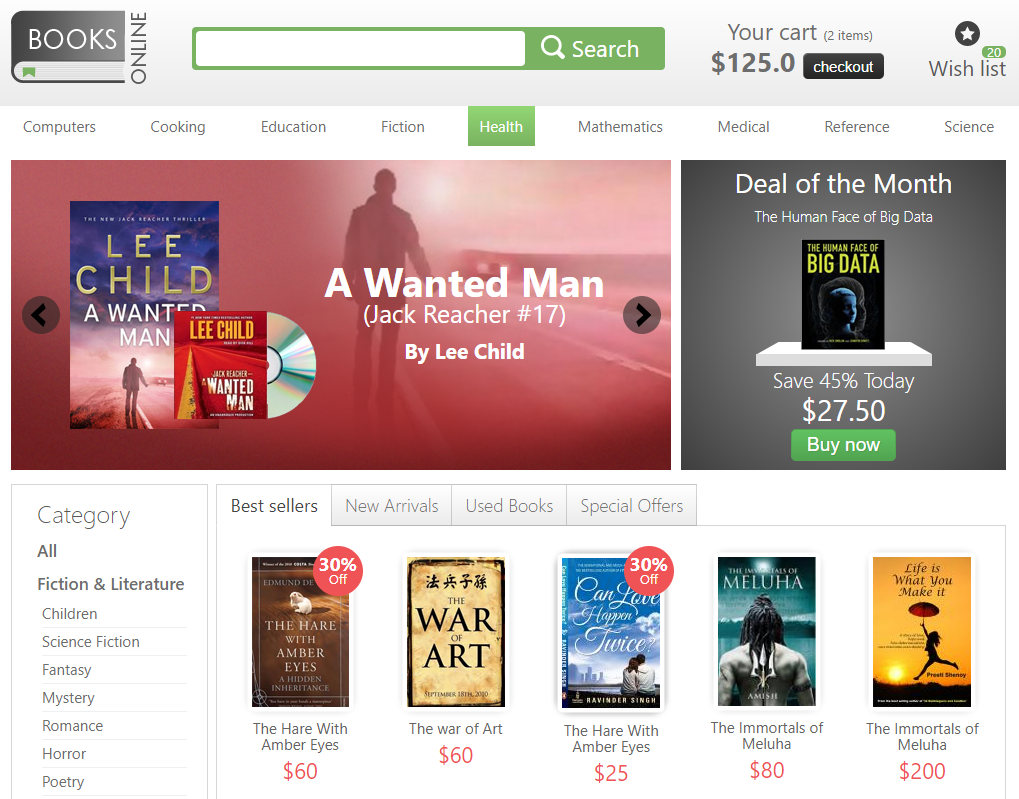 BOOKS
ONLINE
Search
Your cart (2 items)
$125.0 checkout
20
Wish list
Computers
Cooking
Education
Fiction
Health
Mathematics
Medical
Reference
Science
THE NEW JACK REACHER THRILLER
LEE
CHILD
A WANTED
MAN
LEE CHILD
JACK REACHER
A WANTED
MAN
A Wanted Man
(Jack Reacher #17)
By Lee Child
Deal of the Month
The Human Face of Big Data
THE HUMAN FACE OF
BIG DATA
Save 45% Today
$27.50
Buy now
Category
All
Fiction & Literature
Children
Science Fiction
Fantasy
Mystery
Romance
Horror
Poetry
Best sellers
New Arrivals
Used Books
Special Offers
30%
Off
EDMUND DE
THE HARE
WITH
AMBER
EYES
A HIDDEN
INHERITANCE
The Hare With
Amber Eyes
$60
法兵子孫
THE
WAR
OF
ART
SEPTEMBER 18TH, 2010
The war of Art
$60
30%
Off
Can Love
Happen
Twice?
RAVINDER SINGH
The Hare With
Amber Eyes
$25
THE IMMORTALS OF
MELUHA
AMISH
The Immortals of
Meluha
$80
Life is
What You
Make it
Preeti Shenoy
The Immortals of
Meluha
$200